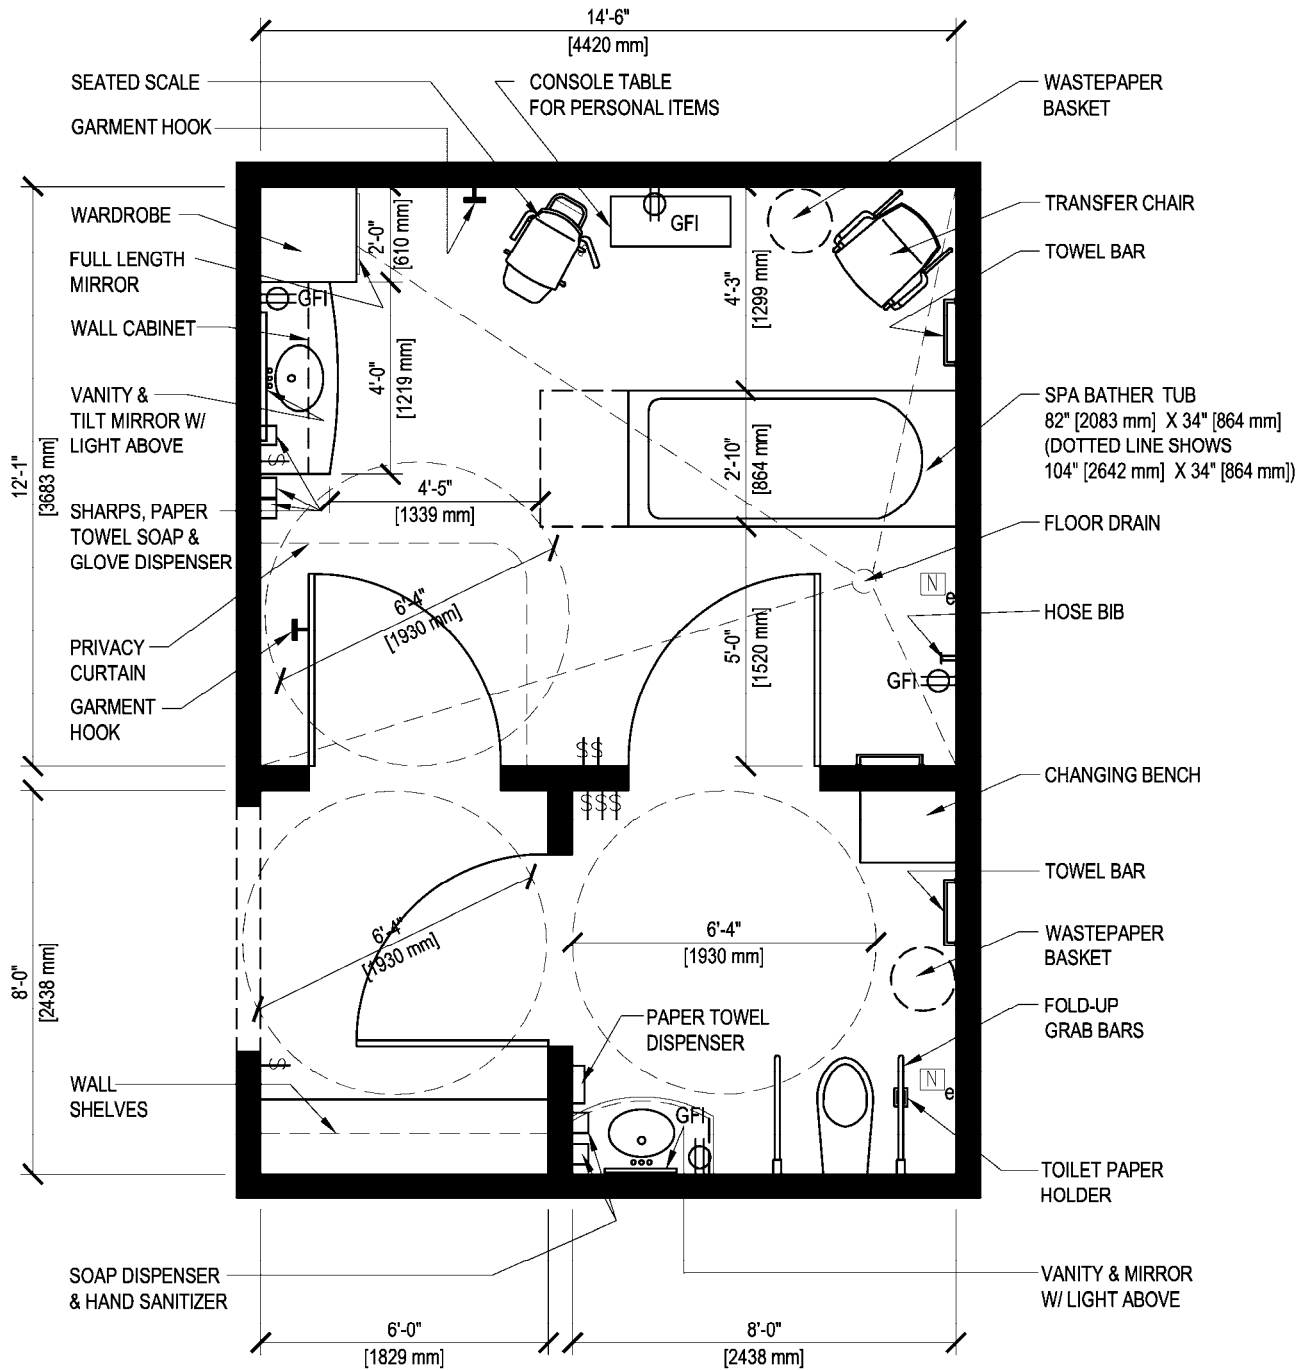 14'-6"
[4420 mm]
SEATED SCALE
GARMENT HOOK
CONSOLE TABLE
FOR PERSONAL ITEMS
WASTEPAPER
BASKET
WARDROBE
FULL LENGTH
MIRROR
WALL CABINET
VANITY &
TILT MIRROR W/
LIGHT ABOVE
SHARPS, PAPER
TOWEL SOAP &
GLOVE DISPENSER
PRIVACY
CURTAIN
GARMENT
HOOK
12'-1"
[3683 mm]
2'-0"
[610 mm]
GFI
4'-0"
[1219 mm]
S
4'-5"
[1339 mm]
6'-4"
[1930 mm]
GFI
4'-3"
[1299 mm]
2'-10"
[864 mm]
5'-0"
[1520 mm]
TRANSFER CHAIR
TOWEL BAR
SPA BATHER TUB
82" [2083 mm] X 34" [864 mm]
(DOTTED LINE SHOWS
104" [2642 mm] X 34" [864 mm])
FLOOR DRAIN
N
e
HOSE BIB
GFI
SS
SSS
CHANGING BENCH
TOWEL BAR
WASTEPAPER
BASKET
FOLD-UP
GRAB BARS
8'-0"
[2438 mm]
6'-4"
[1930 mm]
6'-4"
[1930 mm]
PAPER TOWEL
DISPENSER
S
WALL
SHELVES
GFI
N
e
TOILET PAPER
HOLDER
SOAP DISPENSER
& HAND SANITIZER
VANITY & MIRROR
W/ LIGHT ABOVE
6'-0"
[1829 mm]
8'-0"
[2438 mm]